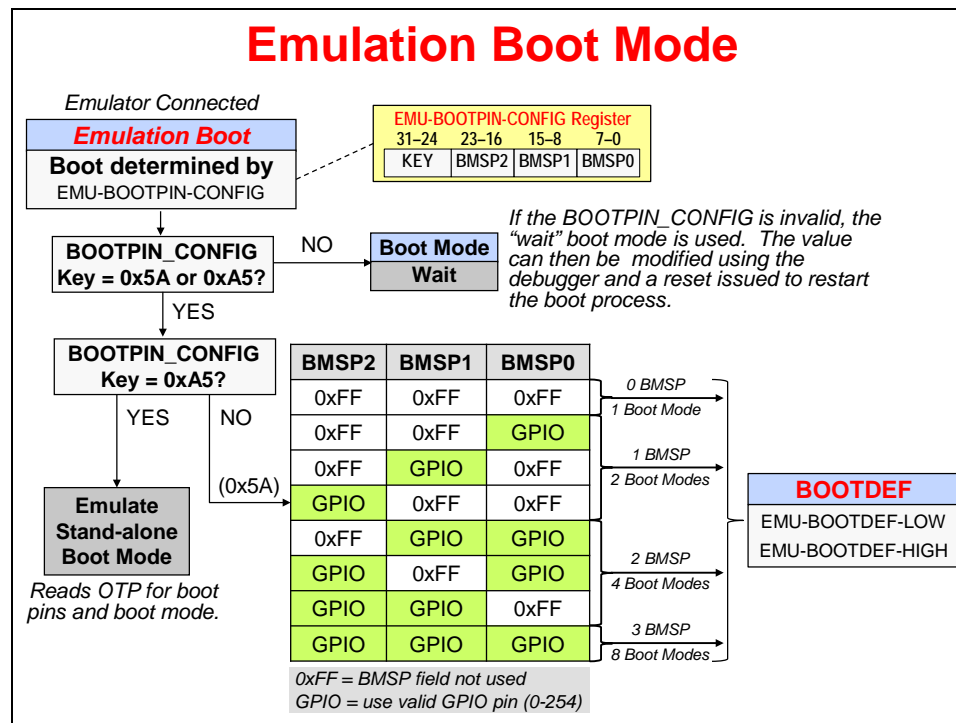 Emulation Boot Mode
Emulator Connected
Emulation Boot
Boot determined by
EMU-BOOTPIN-CONFIG
EMU-BOOTPIN-CONFIG Register
31–24 23–16 15–8 7–0
KEY BMSP2 BMSP1 BMSP0
BOOTPIN_CONFIG
Key = 0x5A or 0xA5?
NO
Boot Mode
Wait
If the BOOTPIN_CONFIG is invalid, the
“wait” boot mode is used. The value
can then be modified using the
debugger and a reset issued to restart
the boot process.
YES
BOOTPIN_CONFIG
Key = 0xA5?
YES
NO
(0x5A)
Emulate
Stand-alone
Boot Mode
Reads OTP for boot
pins and boot mode.
BMSP2 BMSP1 BMSP0
0xFF 0xFF 0xFF
0xFF 0xFF GPIO
0xFF GPIO 0xFF
GPIO 0xFF 0xFF
0xFF GPIO GPIO
GPIO 0xFF GPIO
GPIO GPIO 0xFF
GPIO GPIO GPIO
0 BMSP
1 Boot Mode
1 BMSP
2 Boot Modes
2 BMSP
4 Boot Modes
3 BMSP
8 Boot Modes
BOOTDEF
EMU-BOOTDEF-LOW
EMU-BOOTDEF-HIGH
0xFF = BMSP field not used
GPIO = use valid GPIO pin (0-254)